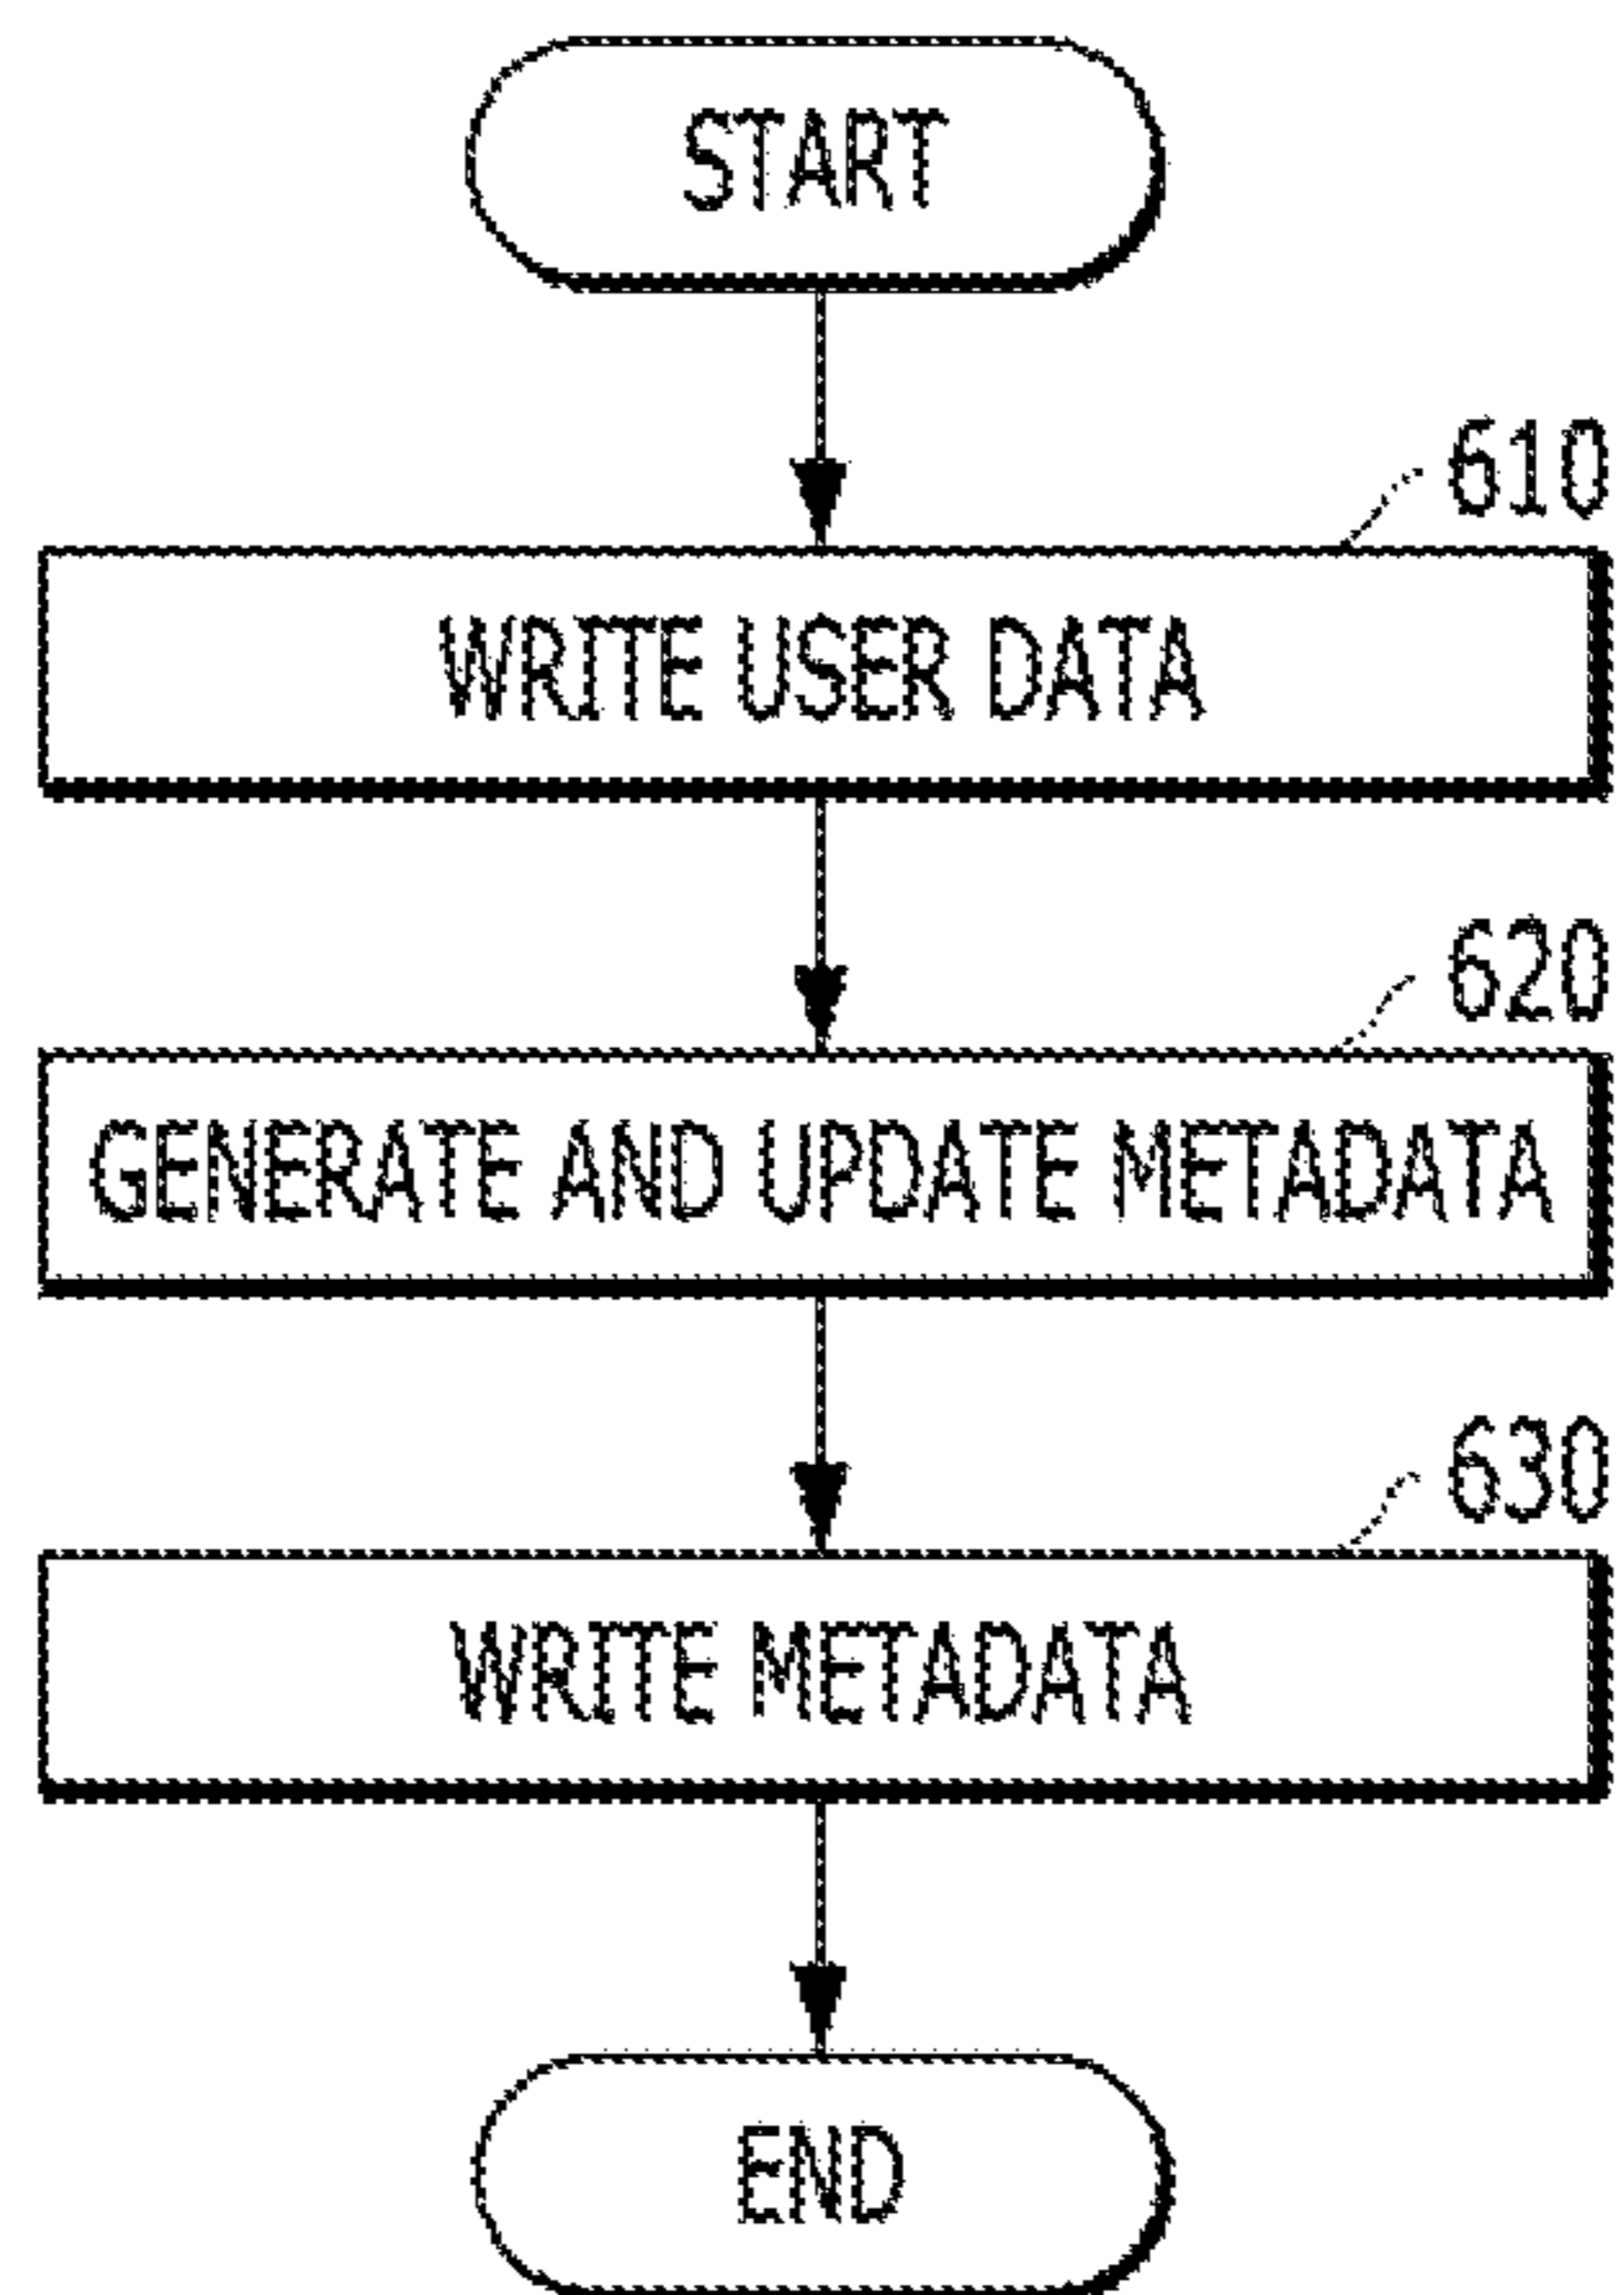 START
610
WRITE USER DATA
620
GENERATE AND UPDATE METADATA
630
WRITE METADATA
END